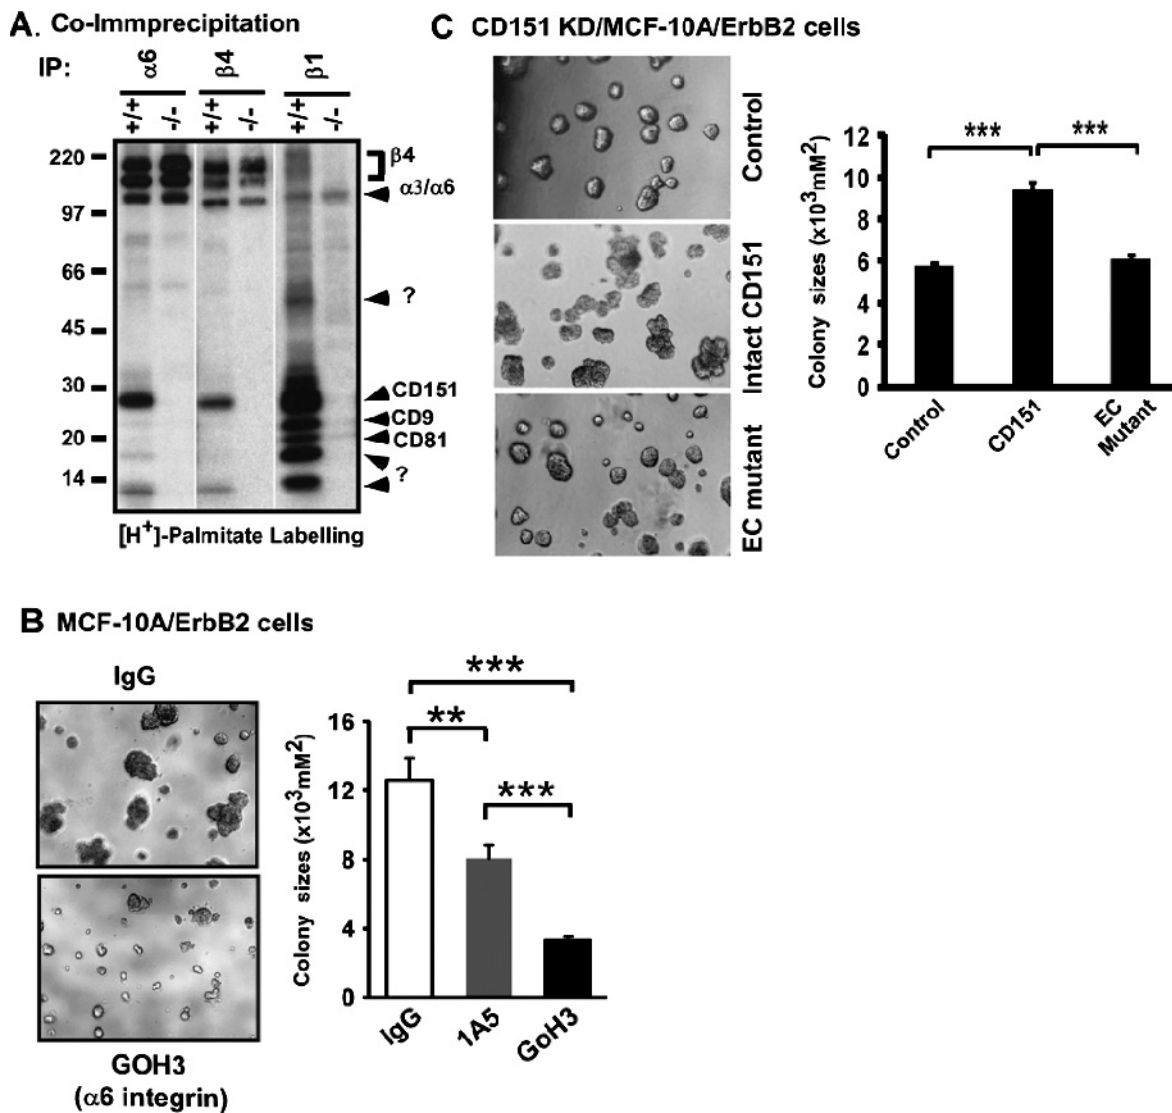 A. Co-Immprecipitation
IP: α6 β4 β1
+/+ -/- +/+ -/- +/+ -/-
220
97
66
45
30
20
14
β4
α3/α6
?
CD151
CD9
CD81
?
[H+]-Palmitate Labelling
B MCF-10A/ErbB2 cells
IgG
GOH3
(α6 integrin)
Colony sizes (x10³mM²)
16
12
8
4
0
***
**
***
IgG
1A5
GoH3
C CD151 KD/MCF-10A/ErbB2 cells
Control
Intact CD151
EC mutant
Colony sizes (x10³mM²)
12
10
8
6
4
2
0
*** ***
Control
CD151
EC
Mutant